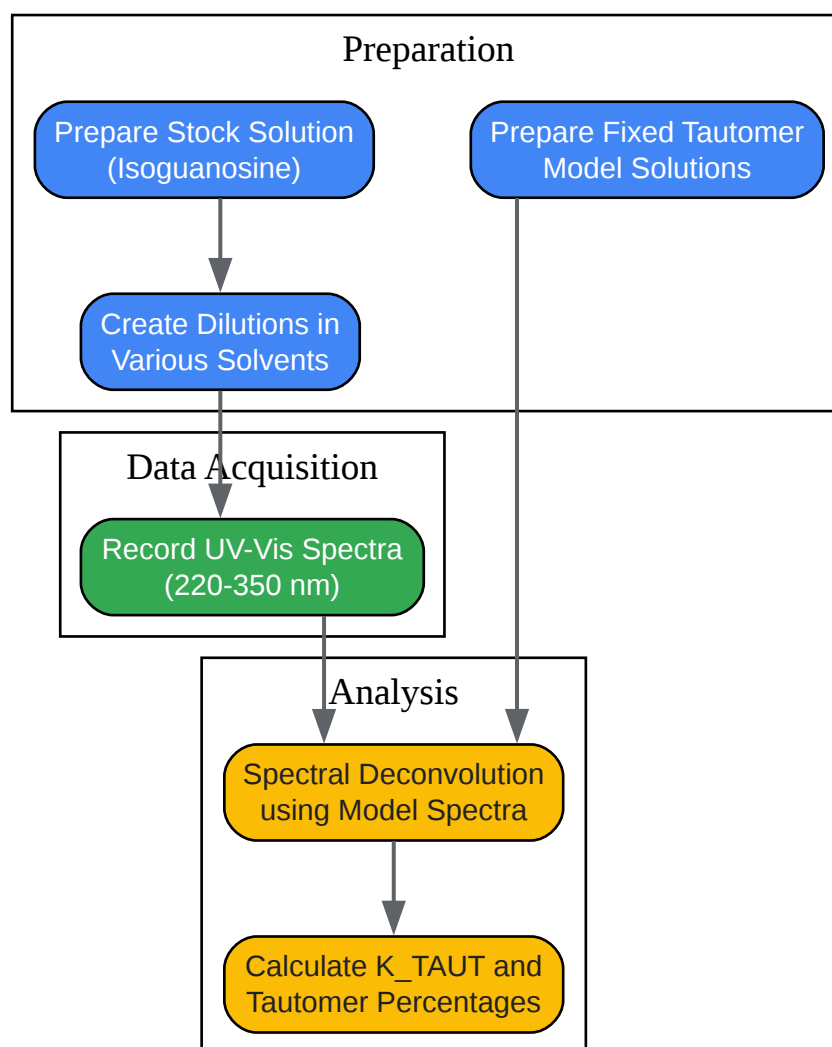 Preparation
Prepare Stock Solution
(Isoguanosine)
Prepare Fixed Tautomer
Model Solutions
Create Dilutions in
Various Solvents
Data Acquisition
Record UV-Vis Spectra
(220-350 nm)
Analysis
Spectral Deconvolution
using Model Spectra
Calculate K_TAUT and
Tautomer Percentages